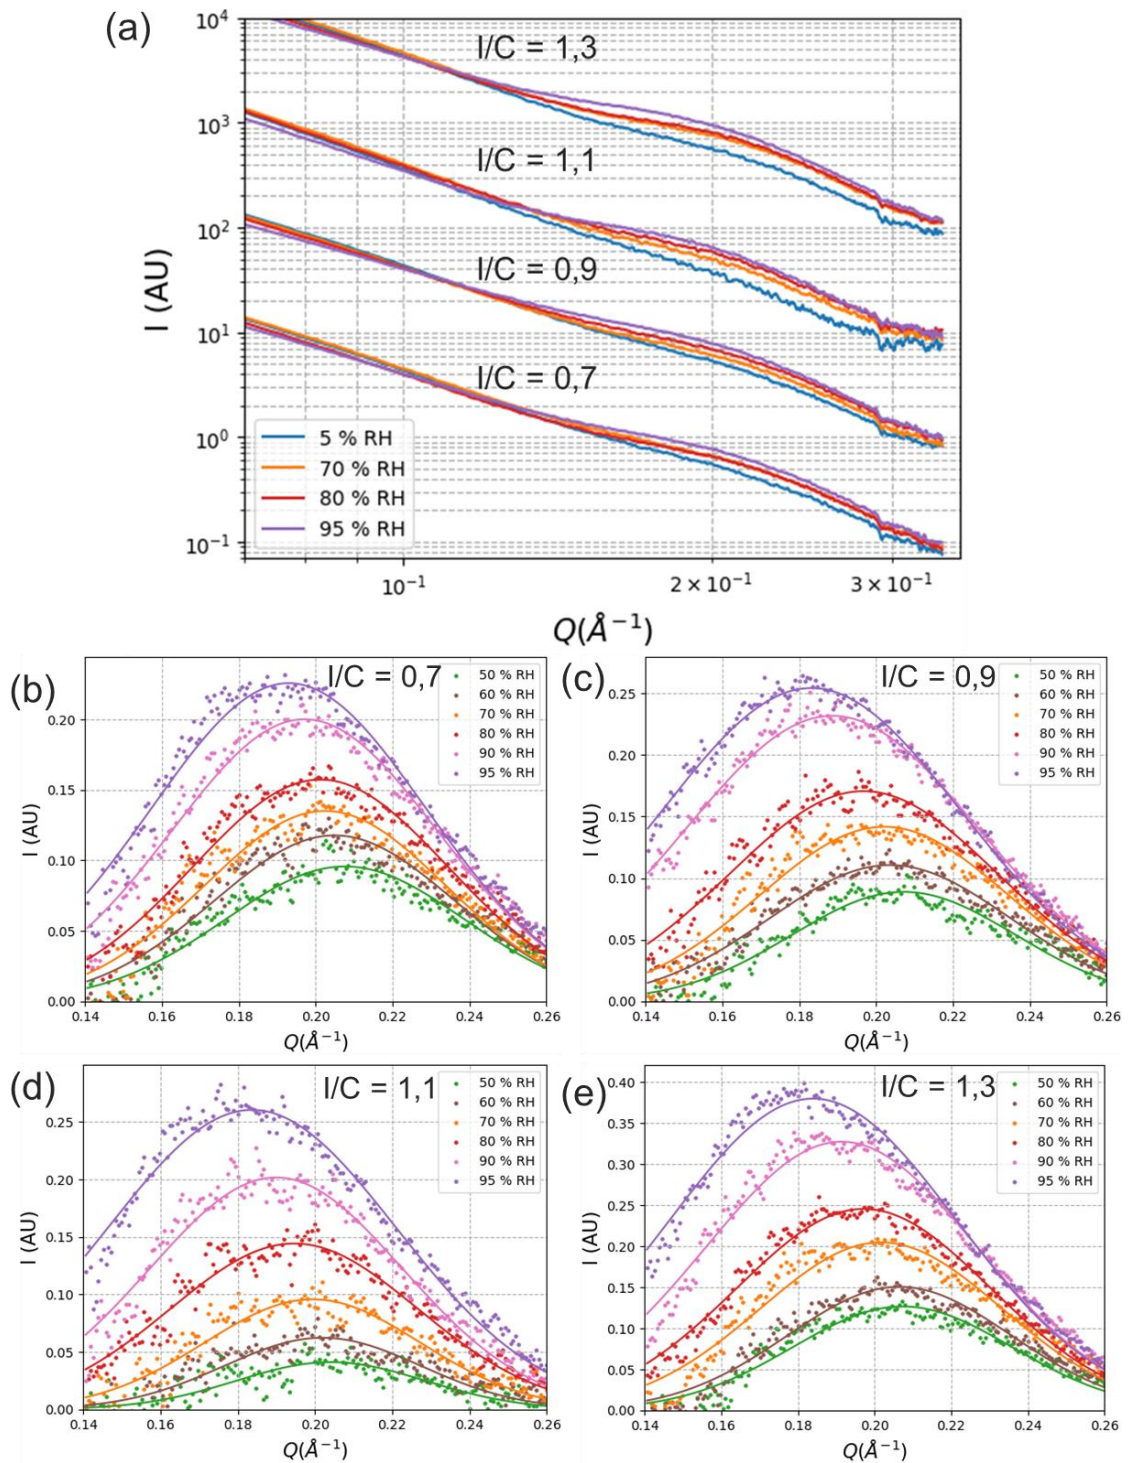 (a)
10⁴
10³
10²
10¹
10⁰
10⁻¹
I (AU)
I/C = 1,3
I/C = 1,1
I/C = 0,9
I/C = 0,7
5 % RH
70 % RH
80 % RH
95 % RH
10⁻¹
2 × 10⁻¹
3 × 10⁻¹
Q(Å⁻¹)
(b)
I/C = 0,7
50 % RH
60 % RH
70 % RH
80 % RH
90 % RH
95 % RH
0.20
0.15
0.10
0.05
0.00
I (AU)
0.14 0.16 0.18 0.20 0.22 0.24 0.26
Q(Å⁻¹)
(c)
I/C = 0,9
50 % RH
60 % RH
70 % RH
80 % RH
90 % RH
95 % RH
0.25
0.20
0.15
0.10
0.05
0.00
I (AU)
0.14 0.16 0.18 0.20 0.22 0.24 0.26
Q(Å⁻¹)
(d)
I/C = 1,1
50 % RH
60 % RH
70 % RH
80 % RH
90 % RH
95 % RH
0.25
0.20
0.15
0.10
0.05
0.00
I (AU)
0.14 0.16 0.18 0.20 0.22 0.24 0.26
Q(Å⁻¹)
(e)
I/C = 1,3
50 % RH
60 % RH
70 % RH
80 % RH
90 % RH
95 % RH
0.40
0.35
0.30
0.25
0.20
0.15
0.10
0.05
0.00
I (AU)
0.14 0.16 0.18 0.20 0.22 0.24 0.26
Q(Å⁻¹)